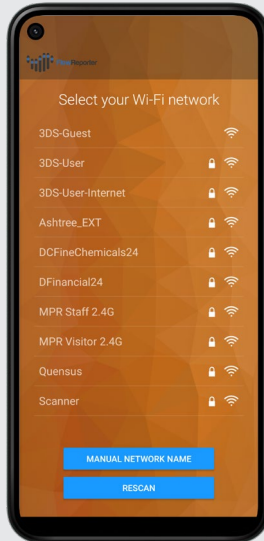 Reporter
Select your Wi-Fi network
3DS-Guest
3DS-User
3DS-User-Internet
Ashtree_EXT
DCFineChemicals24
DFinancial24
MPR Staff 2.4G
MPR Visitor 2.4G
Quensus
Scanner
MANUAL NETWORK NAME
RESCAN